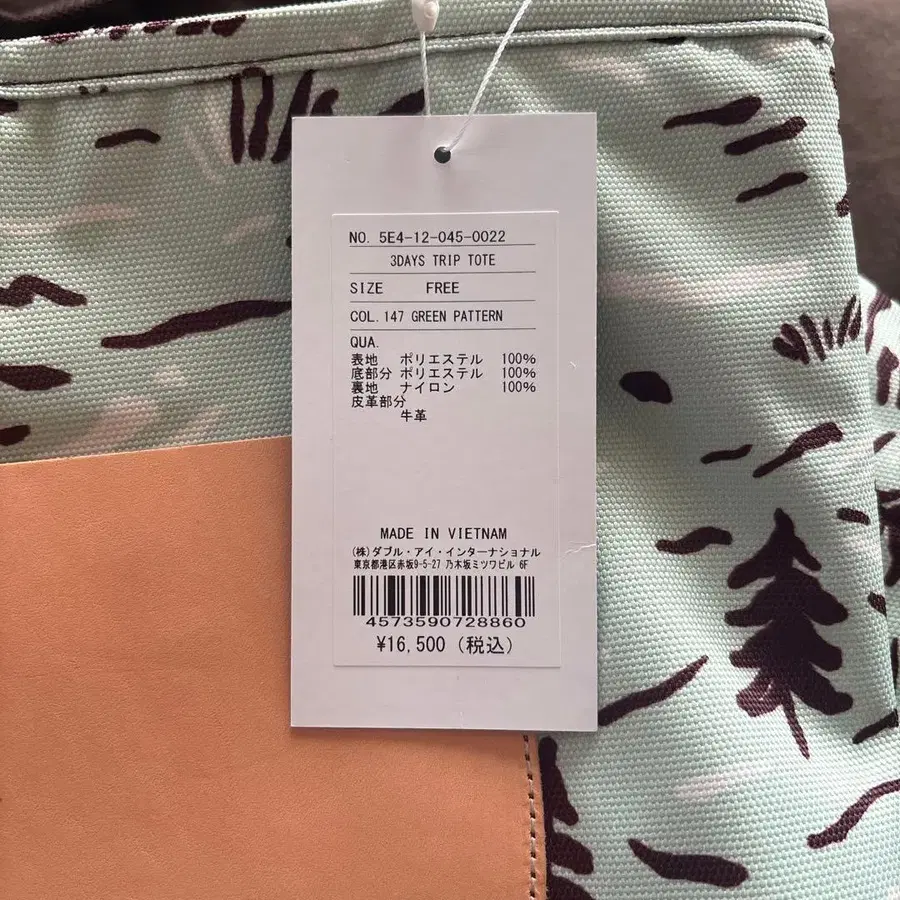 NO. 5E4-12-045-0022
3DAYS TRIP TOTE
SIZE FREE
COL.147 GREEN PATTERN
QUA.
表地 ポリエステル 100%
底部分 ポリエステル 100%
裏地 ナイロン 100%
皮革部分
牛革
MADE IN VIETNAM
(株)ダブル・アイ・インターナショナル
東京都港区赤坂9-5-27 乃木坂ミツワビル 6F
4573590728860
¥16,500 (税込)